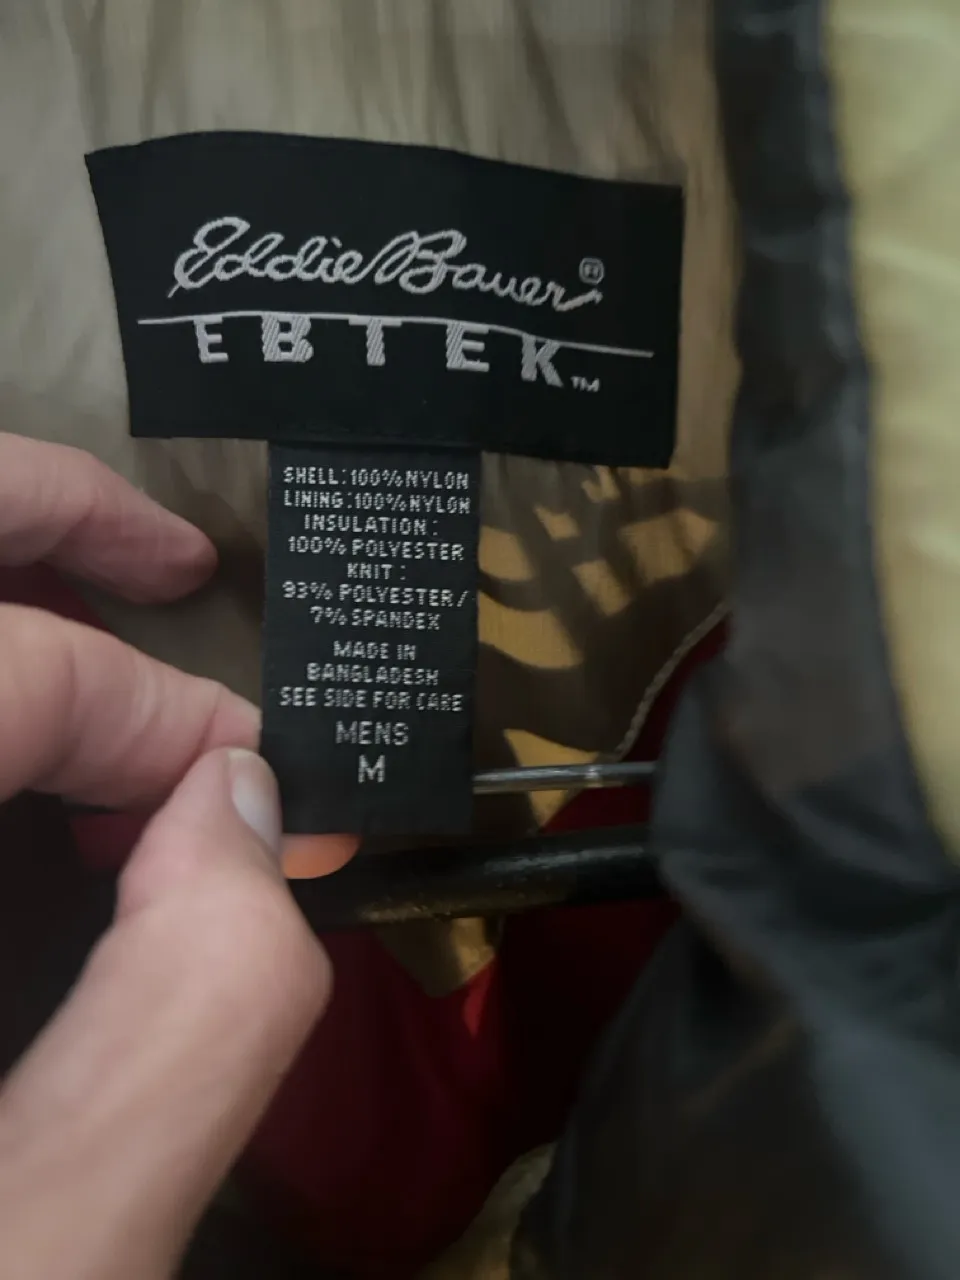 Eddie Bauer®
EBTEK™
SHELL:100%NYLON
LINING:100%NYLON
INSULATION:
100% POLYESTER
KNIT:
93% POLYESTER/
7% SPANDEX
MADE IN
BANGLADESH
SEE SIDE FOR CARE
MENS
M